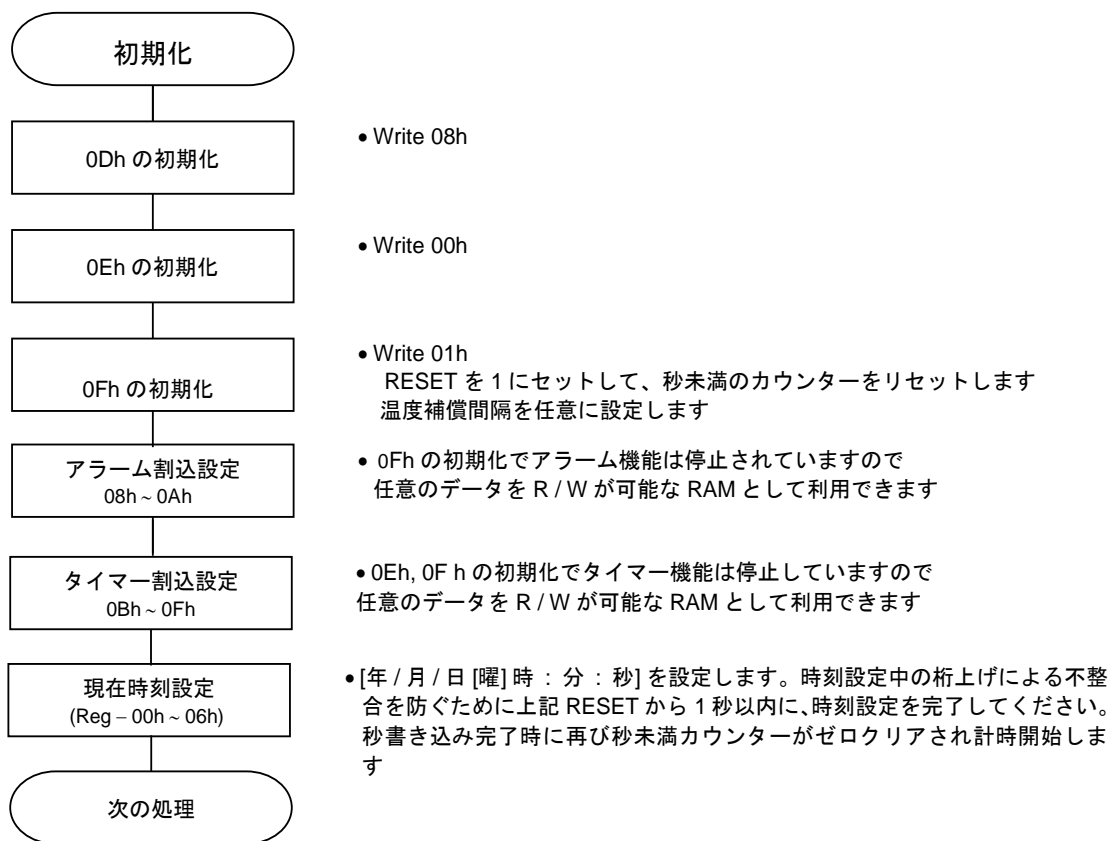 初期化
0Dh の初期化
• Write 08h
0Eh の初期化
• Write 00h
0Fh の初期化
• Write 01h
RESET を 1 にセットして、秒未満のカウンターをリセットします
温度補償間隔を任意に設定します
アラーム割込設定
08h ~ 0Ah
• 0Fh の初期化でアラーム機能は停止されていますので
任意のデータを R / W が可能な RAM として利用できます
タイマー割込設定
0Bh ~ 0Fh
• 0Eh, 0F h の初期化でタイマー機能は停止していますので
任意のデータを R / W が可能な RAM として利用できます
現在時刻設定
(Reg – 00h ~ 06h)
• [年 / 月 / 日 [曜] 時 : 分 : 秒] を設定します。時刻設定中の桁上げによる不整
合を防ぐために上記 RESET から 1 秒以内に、時刻設定を完了してください。
秒書き込み完了時に再び秒未満カウンターがゼロクリアされ計時開始しま
す
次の処理